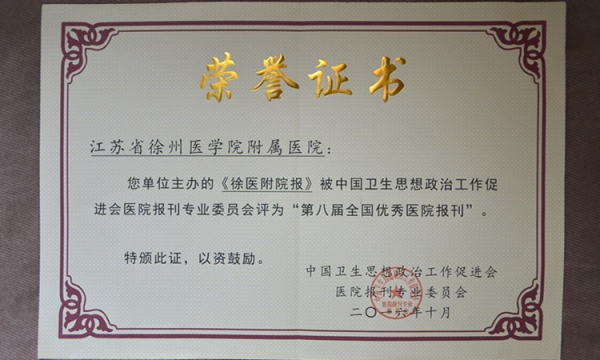 荣誉证书
江苏省徐州医学院附属医院：
您单位主办的《徐医附院报》被中国卫生思想政治工作促
进会医院报刊专业委员会评为“第八届全国优秀医院报刊”。
特颁此证，以资鼓励。
中国卫生思想政治工作促进会
医院报刊专业委员会
二〇一六年十月